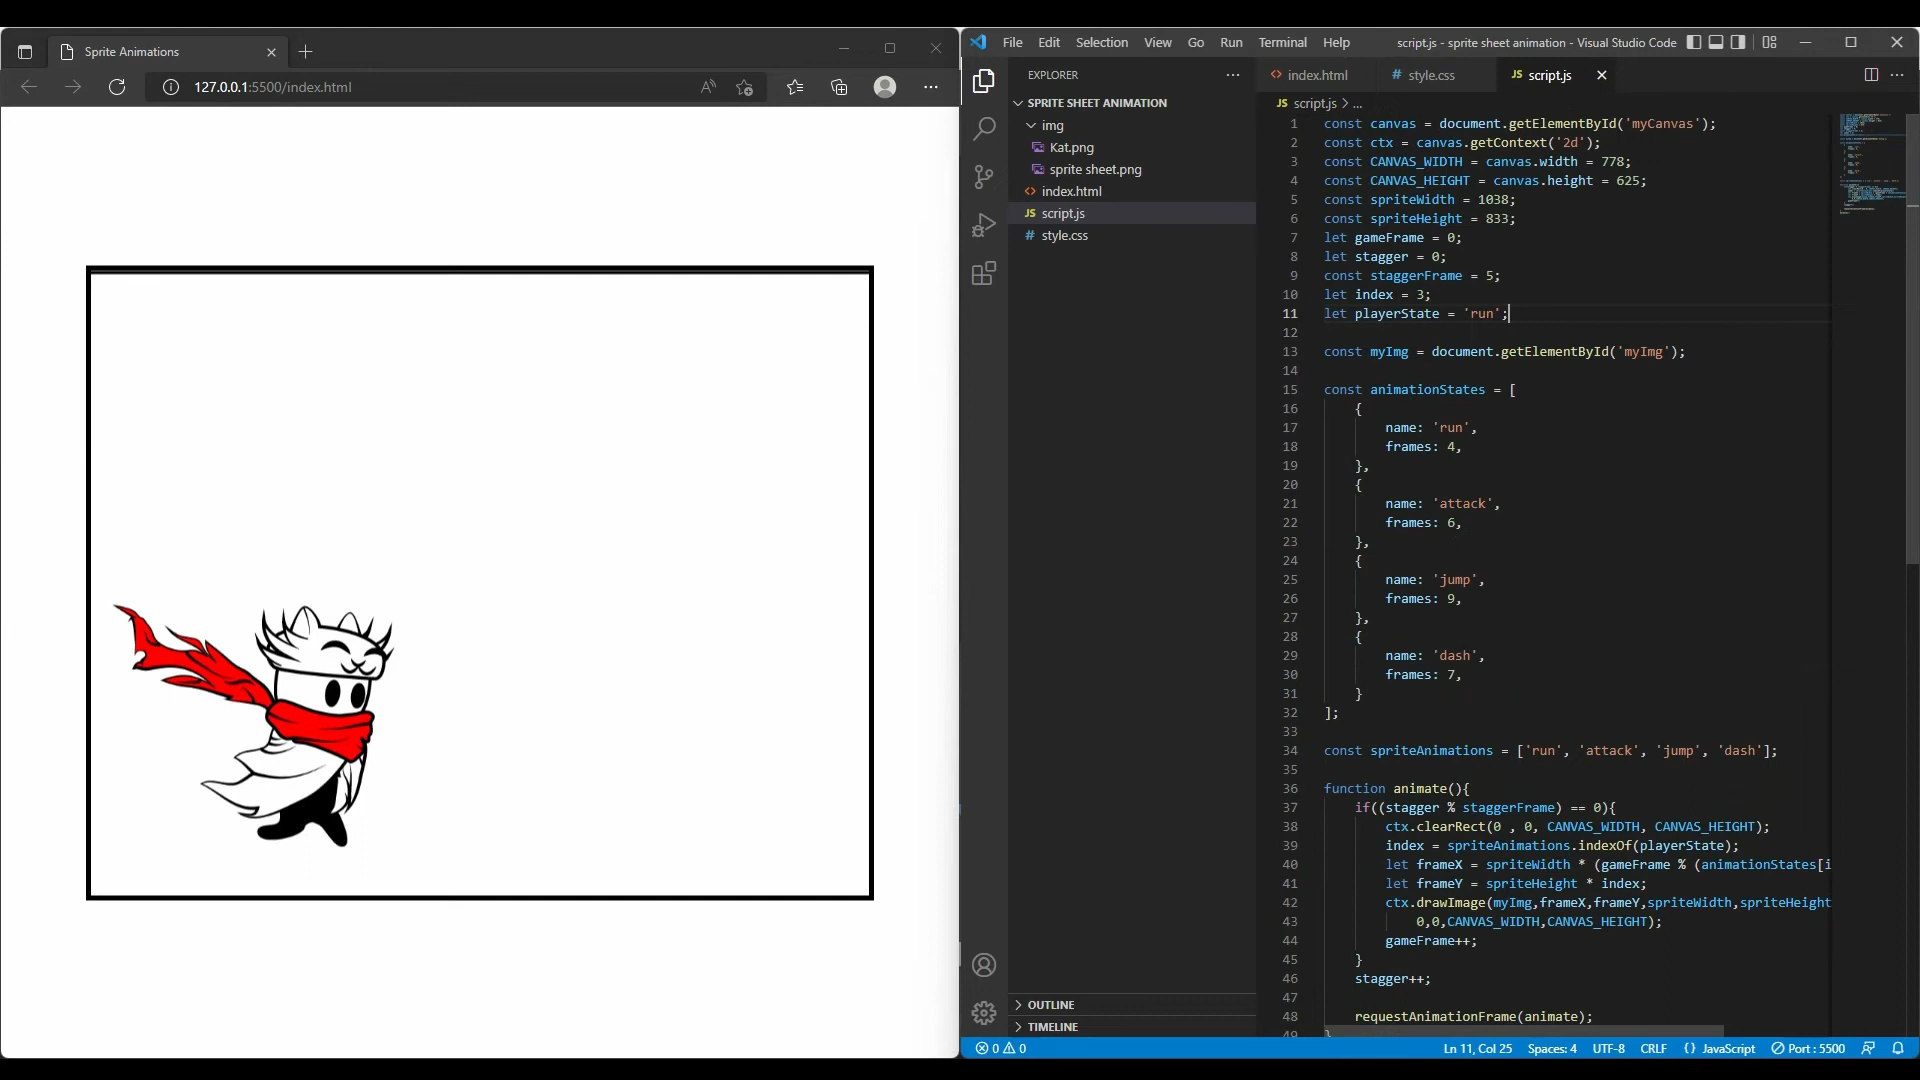 Sprite Animations
127.0.0.1:5500/index.html
File Edit Selection View Go Run Terminal Help
script.js - sprite sheet animation - Visual Studio Code
EXPLORER
SPRITE SHEET ANIMATION
img
Kat.png
sprite sheet.png
index.html
script.js
style.css
OUTLINE
TIMELINE
index.html
style.css
JS script.js
JS script.js > ...
1 const canvas = document.getElementById('myCanvas');
2 const ctx = canvas.getContext('2d');
3 const CANVAS_WIDTH = canvas.width = 778;
4 const CANVAS_HEIGHT = canvas.height = 625;
5 const spriteWidth = 1038;
6 const spriteHeight = 833;
7 let gameFrame = 0;
8 let stagger = 0;
9 const staggerFrame = 5;
10 let index = 3;
11 let playerState = 'run';
12
13 const myImg = document.getElementById('myImg');
14
15 const animationStates = [
16 {
17 name: 'run',
18 frames: 4,
19 },
20 {
21 name: 'attack',
22 frames: 6,
23 },
24 {
25 name: 'jump',
26 frames: 9,
27 },
28 {
29 name: 'dash',
30 frames: 7,
31 }
32 ];
33
34 const spriteAnimations = ['run', 'attack', 'jump', 'dash'];
35
36 function animate(){
37 if((stagger % staggerFrame) == 0){
38 ctx.clearRect(0 , 0, CANVAS_WIDTH, CANVAS_HEIGHT);
39 index = spriteAnimations.indexOf(playerState);
40 let frameX = spriteWidth * (gameFrame % (animationStates[i
41 let frameY = spriteHeight * index;
42 ctx.drawImage(myImg,frameX,frameY,spriteWidth,spriteHeight
43 0,0,CANVAS_WIDTH,CANVAS_HEIGHT);
44 gameFrame++;
45 }
46 stagger++;
47
48 requestAnimationFrame(animate);
49 }
0 0
Ln 11, Col 25 Spaces: 4 UTF-8 CRLF {} JavaScript Port : 5500